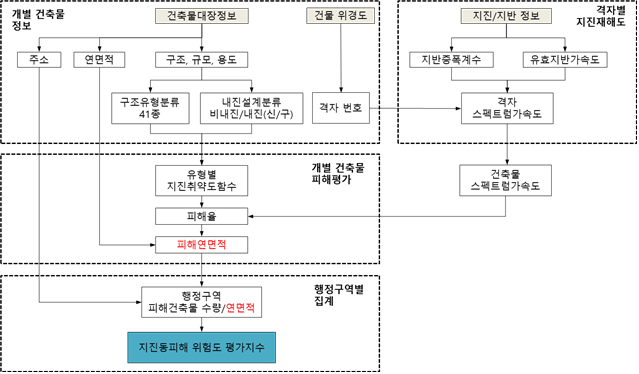 개별 건축물
정보
건축물대장정보
건물 위경도
지진/지반 정보
격자별
지진재해도
주소
연면적
구조, 규모, 용도
지반증폭계수
유효지반가속도
구조유형분류
41종
내진설계분류
비내진/내진(신/구)
격자 번호
격자
스펙트럼가속도
개별 건축물
피해평가
유형별
지진취약도함수
건축물
스펙트럼가속도
피해율
피해연면적
행정구역별
집계
행정구역
피해건축물 수량/연면적
지진동피해 위험도 평가지수